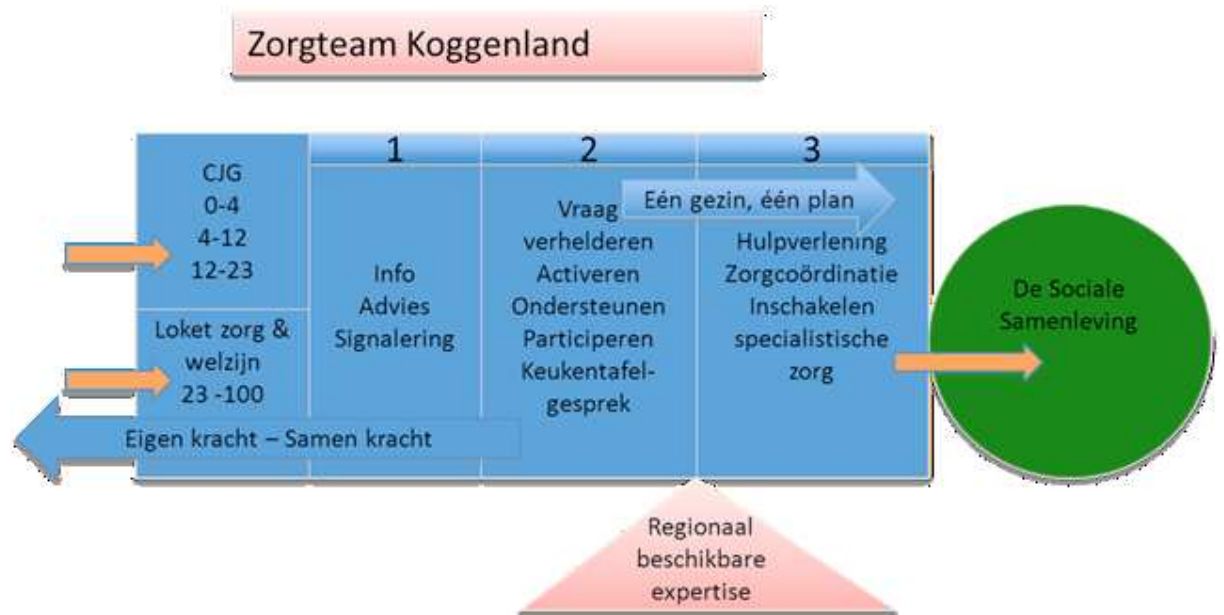 Zorgteam Koggenland
CJG
0-4
4-12
12-23
Loket zorg &
welzijn
23 -100
1
Info
Advies
Signalering
2
Vraag
verhelderen
Activeren
Ondersteunen
Participeren
Keukentafel-
gesprek
3
Eén gezin, één plan
Hulpverlening
Zorgcoördinatie
Inschakelen
specialistische
zorg
De Sociale
Samenleving
Eigen kracht – Samen kracht
Regionaal
beschikbare
expertise